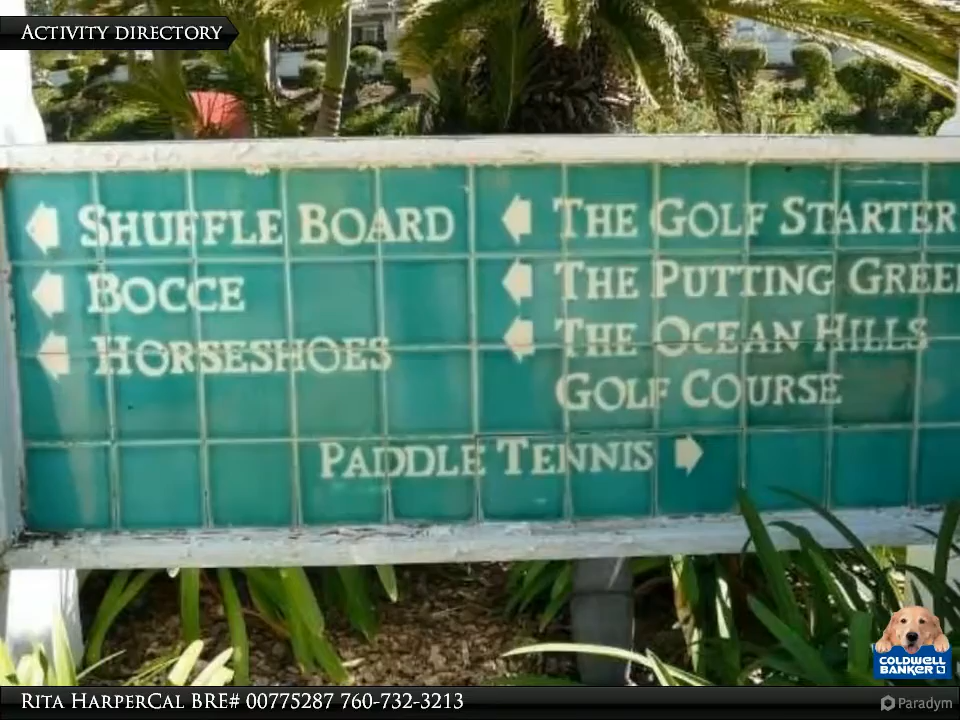 Activity directory
Shuffle Board
Bocce
Horseshoes
The Golf Starter
The Putting Green
The Ocean Hills
Golf Course
Paddle Tennis
Rita HarperCal BRE# 00775287 760-732-3213
COLDWELL
BANKER
Paradym